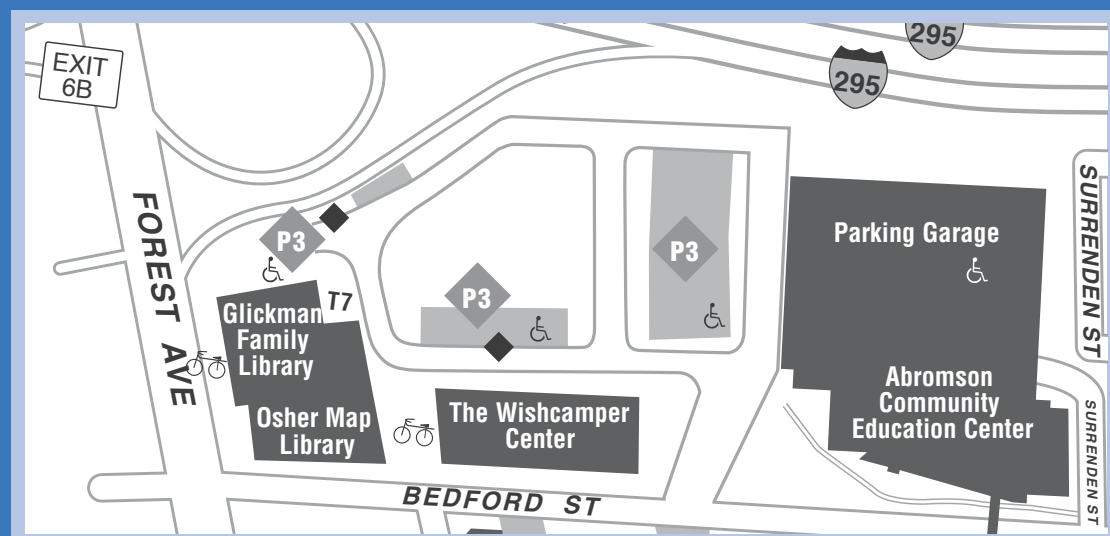 295
295
EXIT
6B
FOREST AVE
P3
P3
P3
T7
Glickman
Family
Library
Osher Map
Library
The Wishcamper
Center
Parking Garage
Abromson
Community
Education Center
BEDFORD ST
SURRENDEN ST
SURRENDEN ST